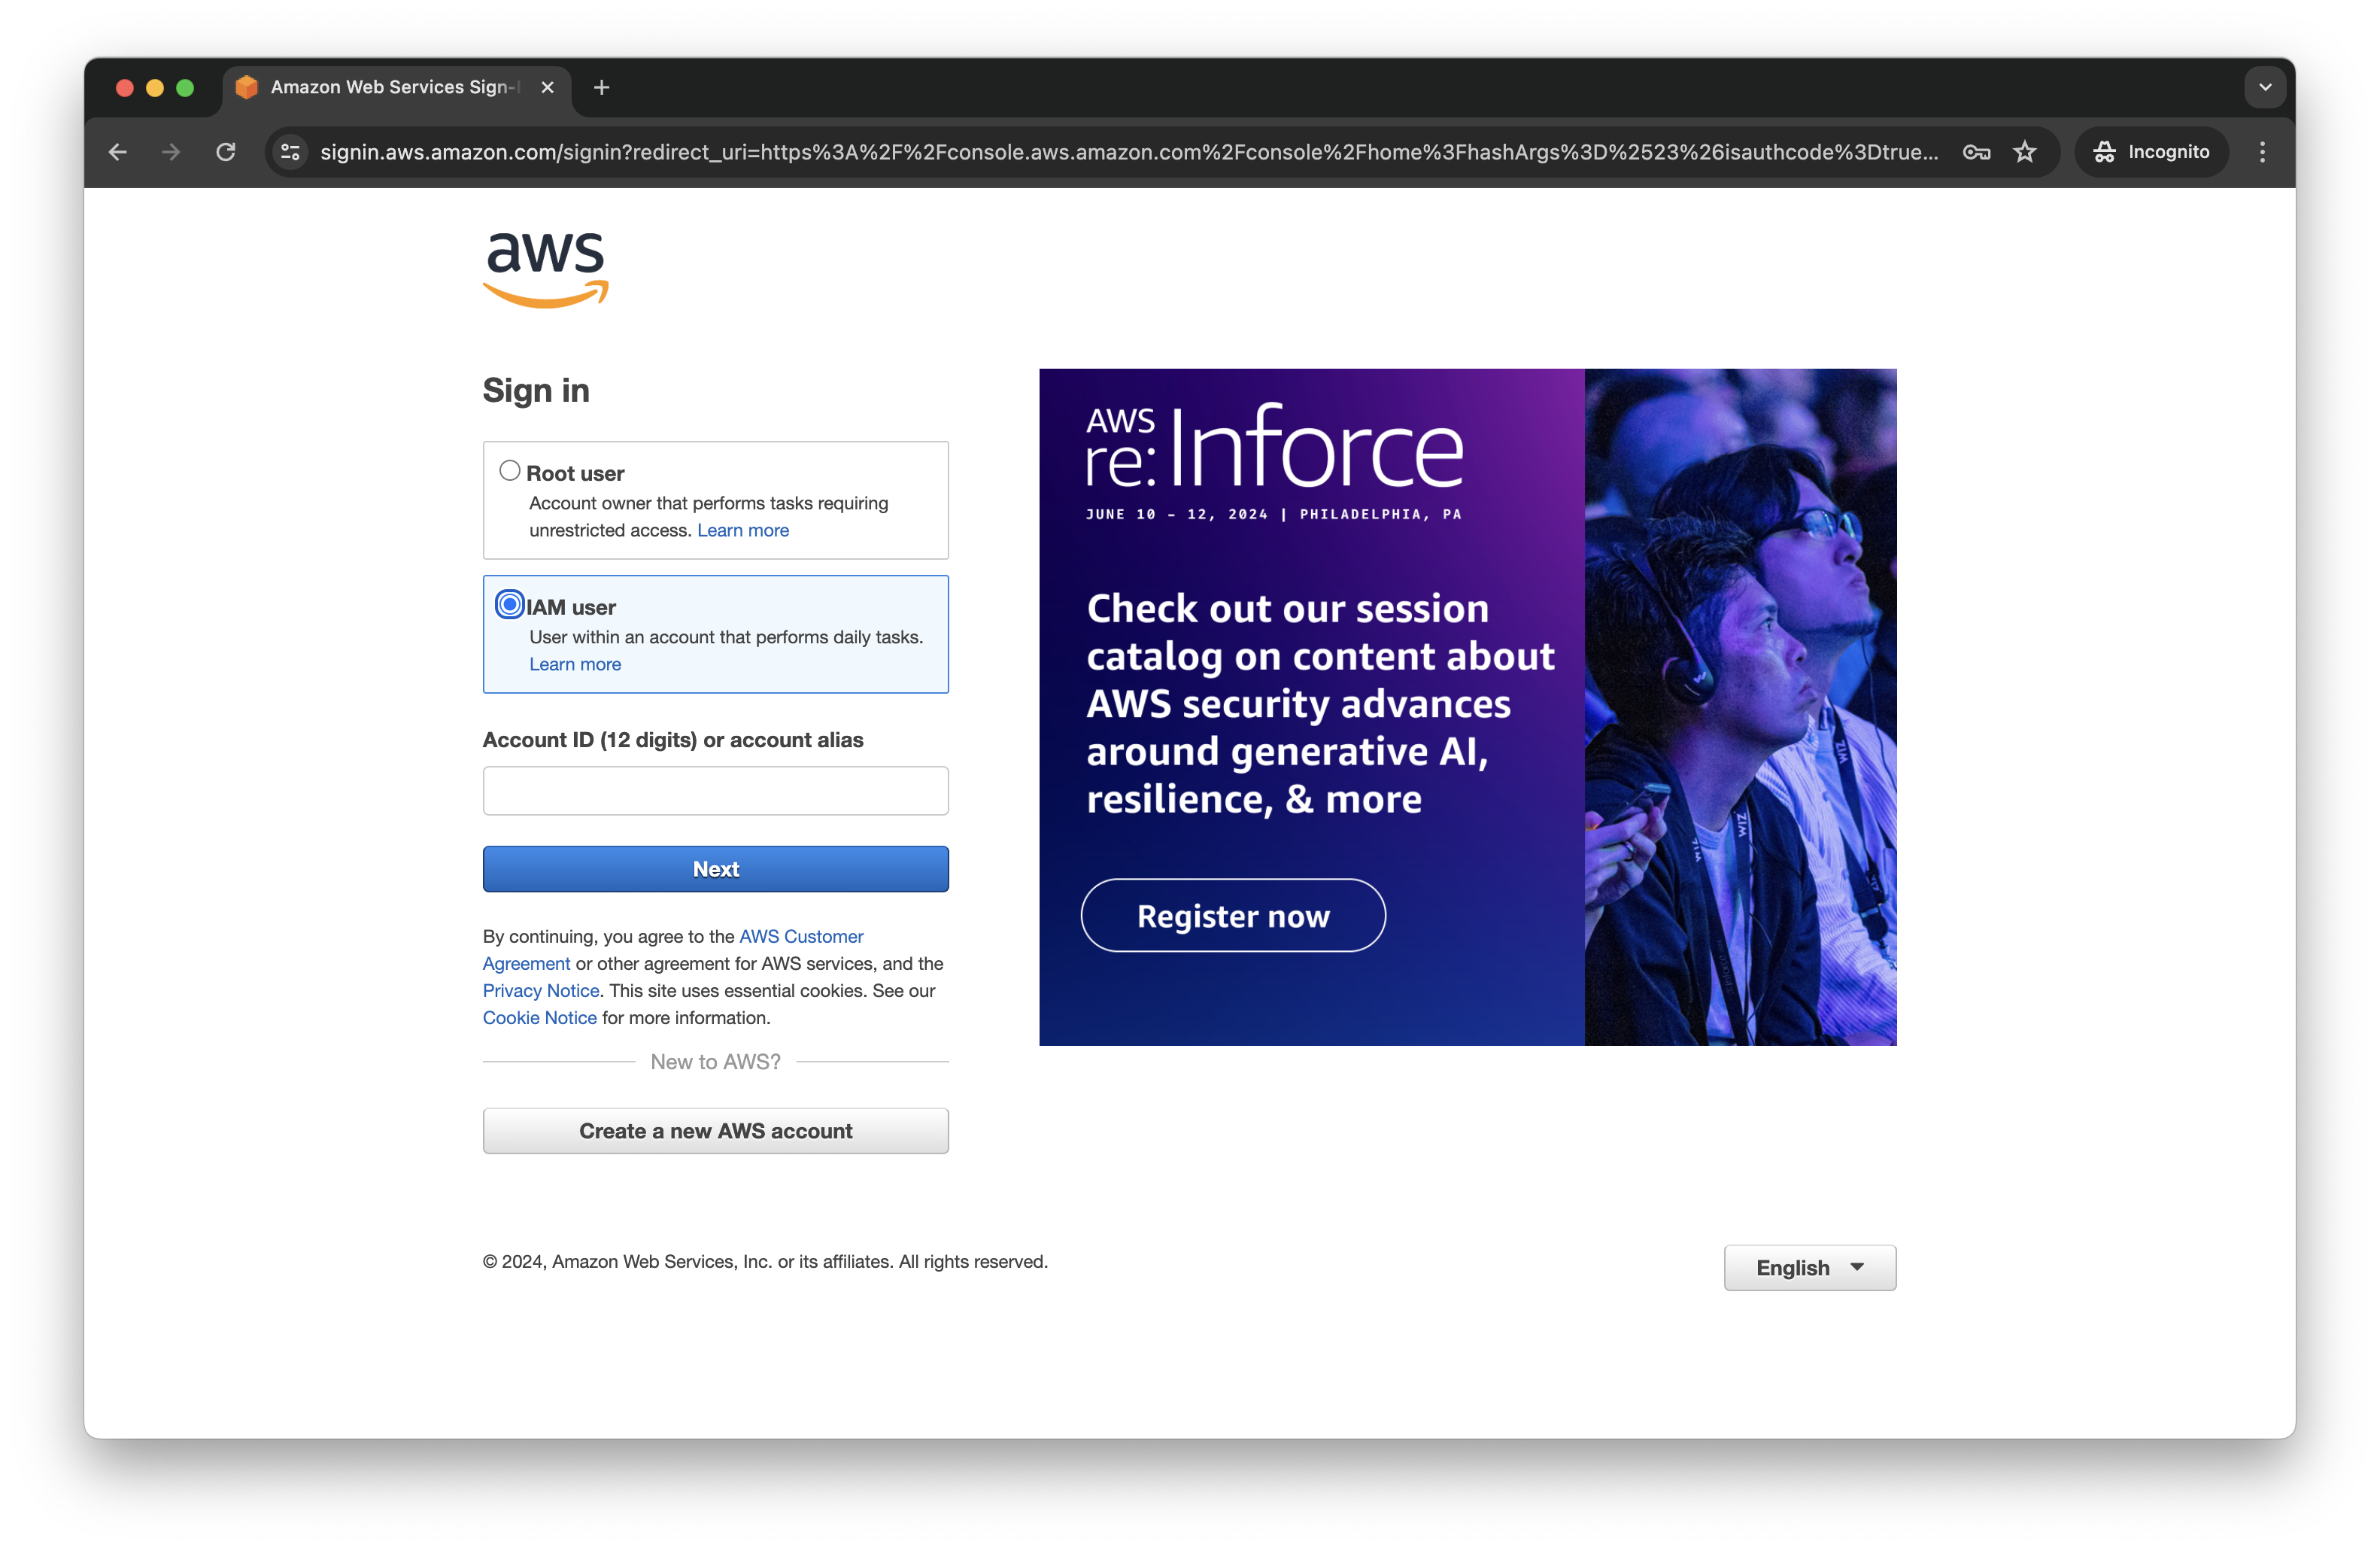 Amazon Web Services Sign-I
signin.aws.amazon.com/signin?redirect_uri=https%3A%2F%2Fconsole.aws.amazon.com%2Fconsole%2Fhome%3FhashArgs%3D%2523%26isauthcode%3Dtrue...
Incognito
aws
Sign in
Root user
Account owner that performs tasks requiring
unrestricted access. Learn more
IAM user
User within an account that performs daily tasks.
Learn more
Account ID (12 digits) or account alias
Next
By continuing, you agree to the AWS Customer
Agreement or other agreement for AWS services, and the
Privacy Notice. This site uses essential cookies. See our
Cookie Notice for more information.
New to AWS?
Create a new AWS account
AWS
re:Inforce
JUNE 10 – 12, 2024 | PHILADELPHIA, PA
Check out our session
catalog on content about
AWS security advances
around generative AI,
resilience, & more
Register now
WIZ
WIZ
WIZ
© 2024, Amazon Web Services, Inc. or its affiliates. All rights reserved.
English